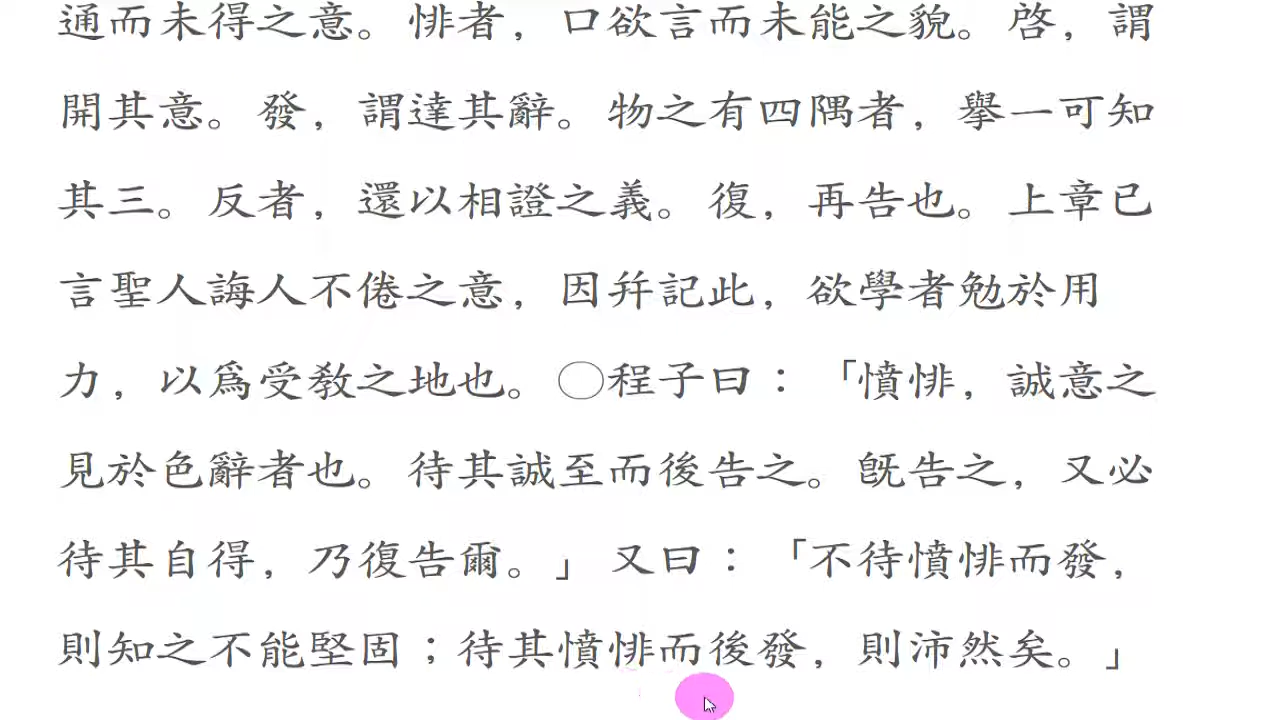 通而未得之意。悱者，口欲言而未能之貌。啓，謂
開其意。發，謂達其辭。物之有四隅者，舉一可知
其三。反者，還以相證之義。復，再告也。上章已
言聖人誨人不倦之意，因幷記此，欲學者勉於用
力，以爲受敎之地也。◯程子曰：「憤悱，誠意之
見於色辭者也。待其誠至而後告之。旣告之，又必
待其自得，乃復告爾。」又曰：「不待憤悱而發，
則知之不能堅固；待其憤悱而後發，則沛然矣。」